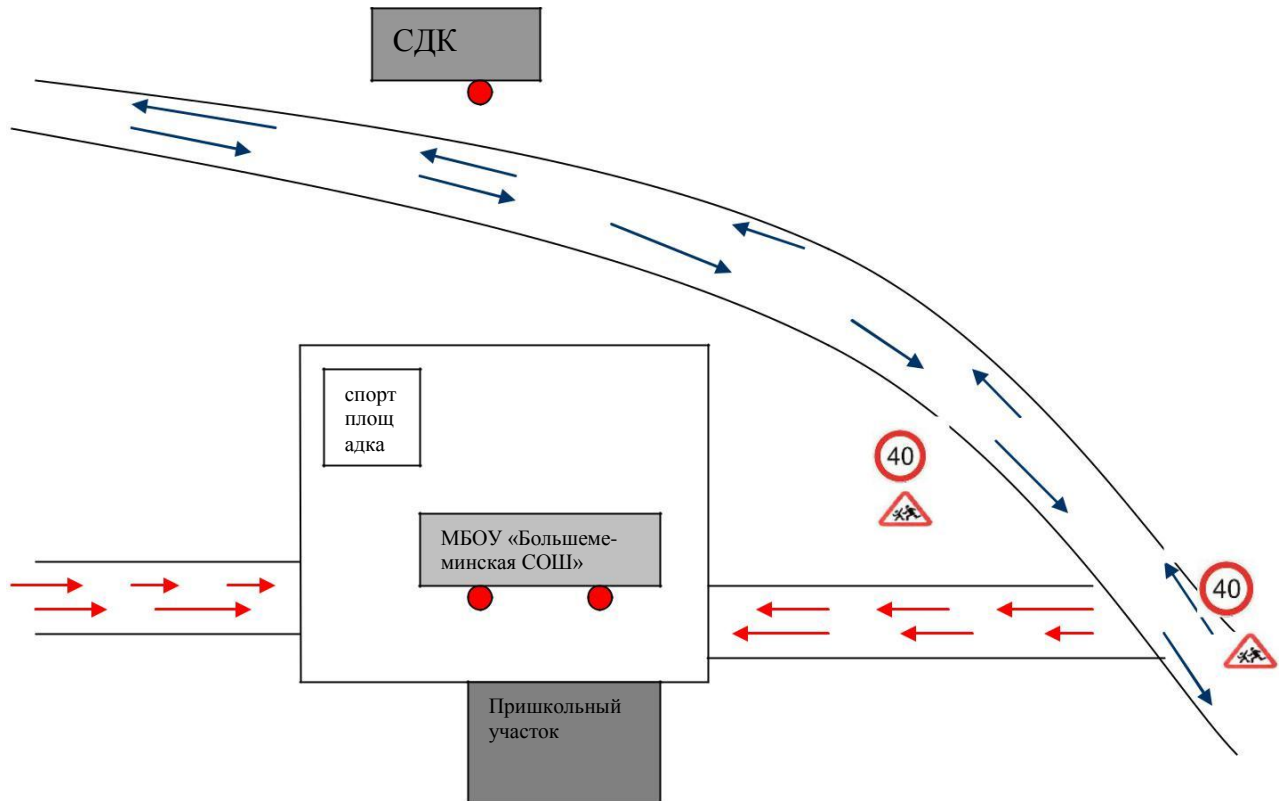 СДК
спорт
площ
адка
40
МБОУ «Большеме-
минская СОШ»
40
Пришкольный
участок